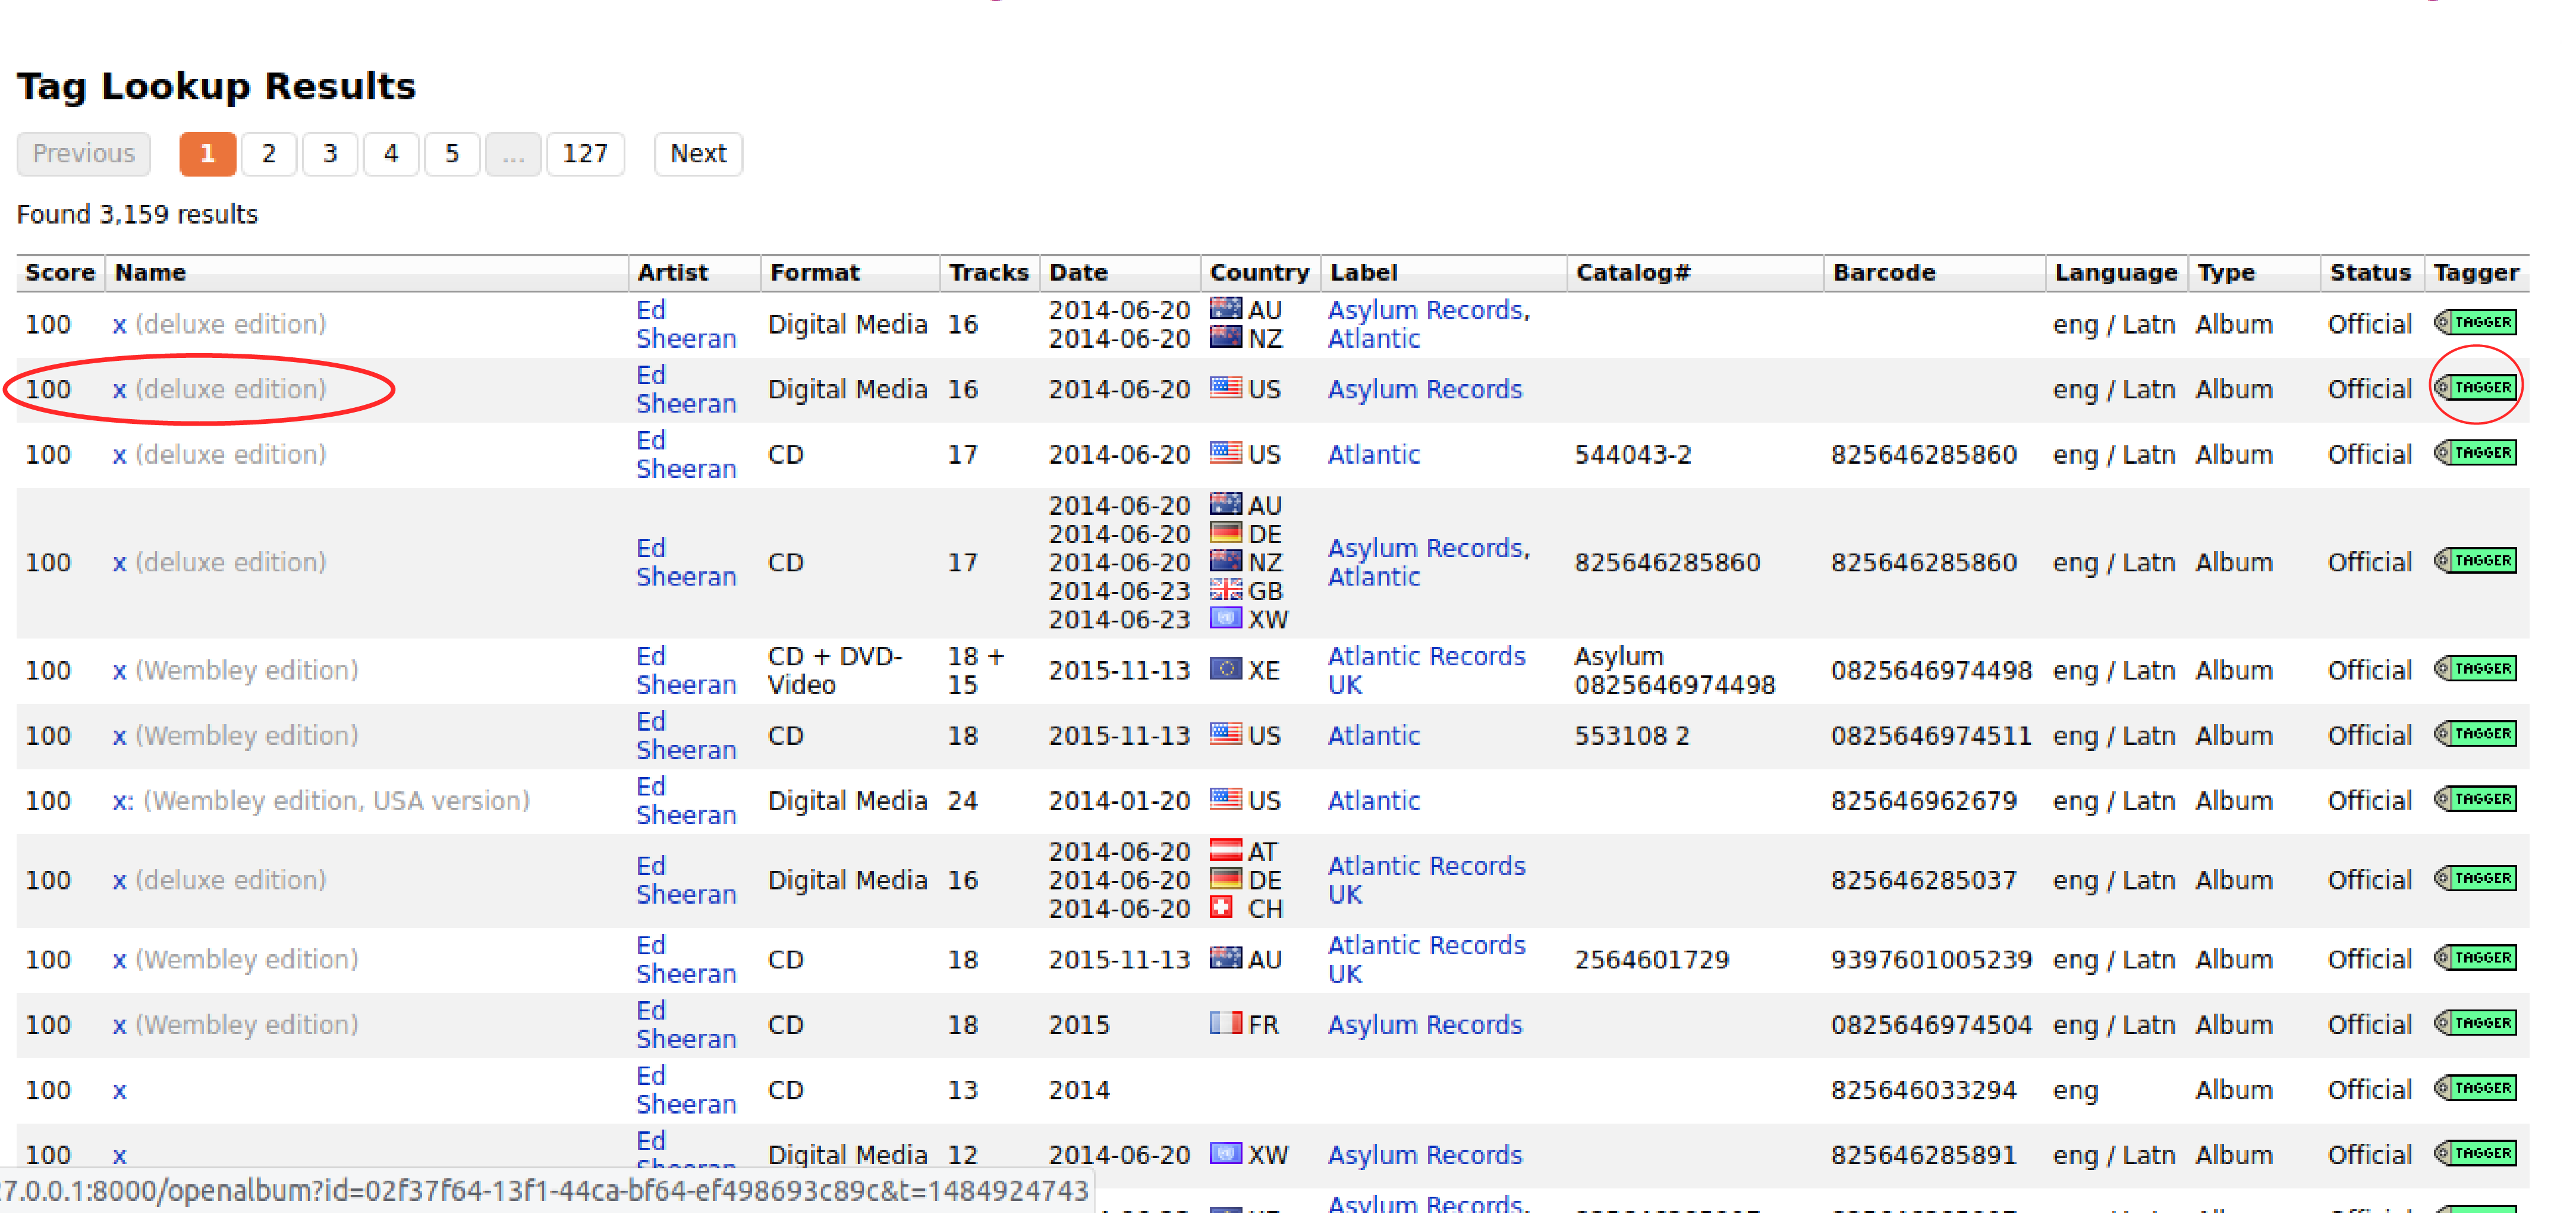 Tag Lookup Results
Previous 1 2 3 4 5 ... 127 Next
Found 3,159 results
Score Name Artist Format Tracks Date Country Label Catalog# Barcode Language Type Status Tagger
100 x (deluxe edition) Ed Sheeran Digital Media 16 2014-06-20 AU 2014-06-20 NZ Asylum Records, Atlantic eng / Latn Album Official TAGGER
100 x (deluxe edition) Ed Sheeran Digital Media 16 2014-06-20 US Asylum Records eng / Latn Album Official TAGGER
100 x (deluxe edition) Ed Sheeran CD 17 2014-06-20 US Atlantic 544043-2 825646285860 eng / Latn Album Official TAGGER
100 x (deluxe edition) Ed Sheeran CD 17 2014-06-20 AU 2014-06-20 DE 2014-06-20 NZ 2014-06-23 GB 2014-06-23 XW Asylum Records, Atlantic 825646285860 825646285860 eng / Latn Album Official TAGGER
100 x (Wembley edition) Ed Sheeran CD + DVD-Video 18 + 15 2015-11-13 XE Atlantic Records UK Asylum 0825646974498 0825646974498 eng / Latn Album Official TAGGER
100 x (Wembley edition) Ed Sheeran CD 18 2015-11-13 US Atlantic 553108 2 0825646974511 eng / Latn Album Official TAGGER
100 x: (Wembley edition, USA version) Ed Sheeran Digital Media 24 2014-01-20 US Atlantic 825646962679 eng / Latn Album Official TAGGER
100 x (deluxe edition) Ed Sheeran Digital Media 16 2014-06-20 AT 2014-06-20 DE 2014-06-20 CH Atlantic Records UK 825646285037 eng / Latn Album Official TAGGER
100 x (Wembley edition) Ed Sheeran CD 18 2015-11-13 AU Atlantic Records UK 2564601729 9397601005239 eng / Latn Album Official TAGGER
100 x (Wembley edition) Ed Sheeran CD 18 2015 FR Asylum Records 0825646974504 eng / Latn Album Official TAGGER
100 x Ed Sheeran CD 13 2014 825646033294 eng Album Official TAGGER
100 x Ed Sheeran Digital Media 12 2014-06-20 XW Asylum Records 825646285891 eng / Latn Album Official TAGGER
7.0.0.1:8000/openalbum?id=02f37f64-13f1-44ca-bf64-ef498693c89c&t=1484924743
Asylum Records,